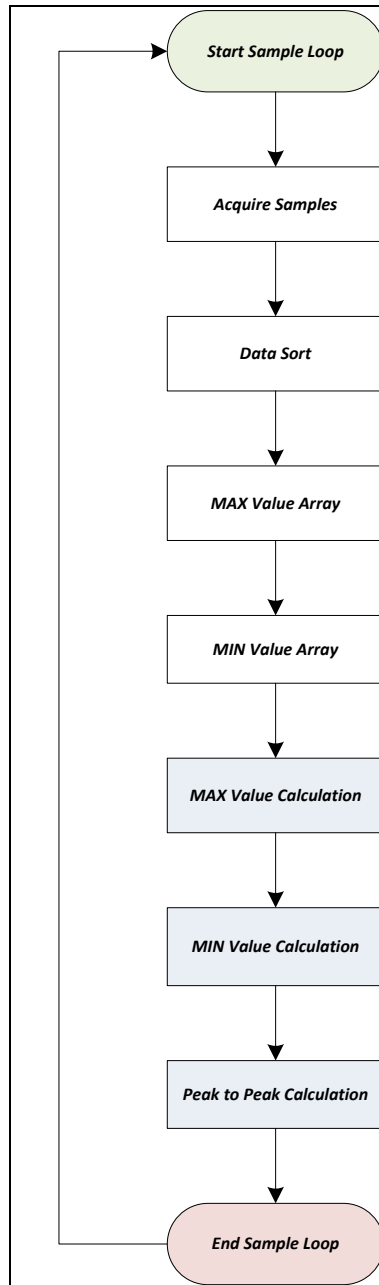 Start Sample Loop
Acquire Samples
Data Sort
MAX Value Array
MIN Value Array
MAX Value Calculation
MIN Value Calculation
Peak to Peak Calculation
End Sample Loop